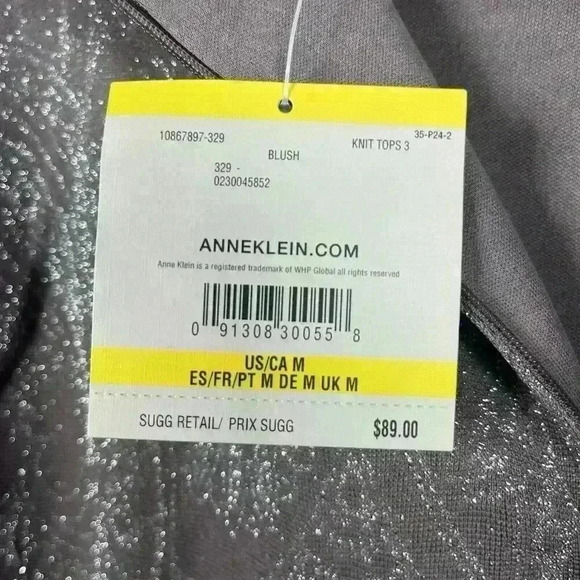 35-P24-2
10867897-329 KNIT TOPS 3
BLUSH
329 -
0230045852
ANNEKLEIN.COM
Anne Klein is a registered trademark of WHP Global all rights reserved
0 91308 30055 8
US/CA M
ES/FR/PT M DE M UK M
SUGG RETAIL/ PRIX SUGG $89.00